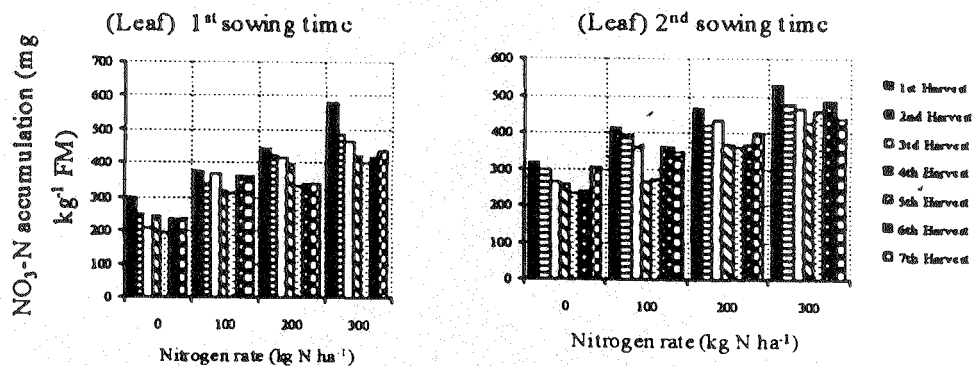 (Leaf) 1st sowing time
NO3-N accumulation (mg
kg-1 FM)
700
600
500
400
300
200
100
0
0 100 200 300
Nitrogen rate (kg N ha-1)
(Leaf) 2nd sowing time
600
500
400
300
200
100
0
0 100 200 300
Nitrogen rate (kg N ha-1)
1st Harvest
2nd Harvest
3rd Harvest
4th Harvest
5th Harvest
6th Harvest
7th Harvest